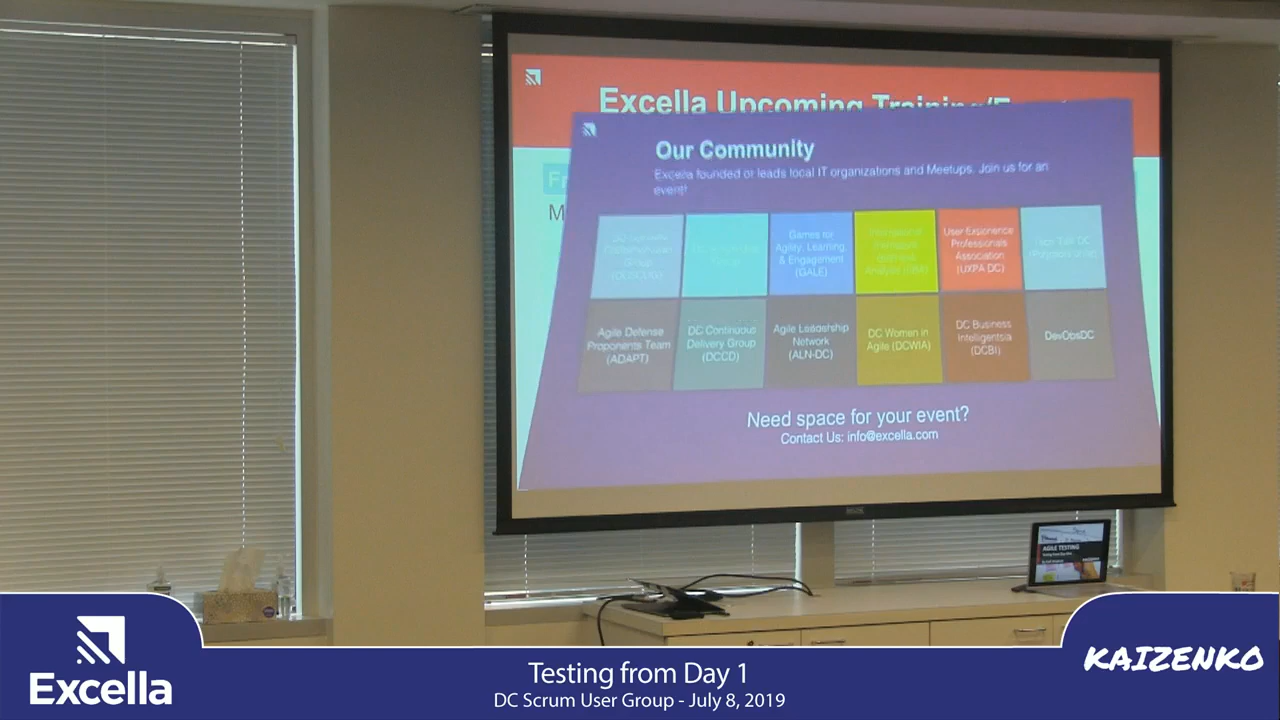 Excella Upcoming Training/E
Our Community
Excella founded or leads local IT organizations and Meetups. Join us for an
event!
Games for
Agility, Learning,
& Engagement
(GALE)
User Experience
Professionals
Association
(UXPA DC)
Agile Defense
Proponents Team
(ADAPT)
DC Continuous
Delivery Group
(DCCD)
Agile Leadership
Network
(ALN-DC)
DC Women in
Agile (DCWIA)
DC Business
Intelligentsia
(DCBI)
DevOpsDC
Need space for your event?
Contact Us: info@excella.com
AGILE TESTING
Excella
Testing from Day 1
DC Scrum User Group - July 8, 2019
KAIZENKO